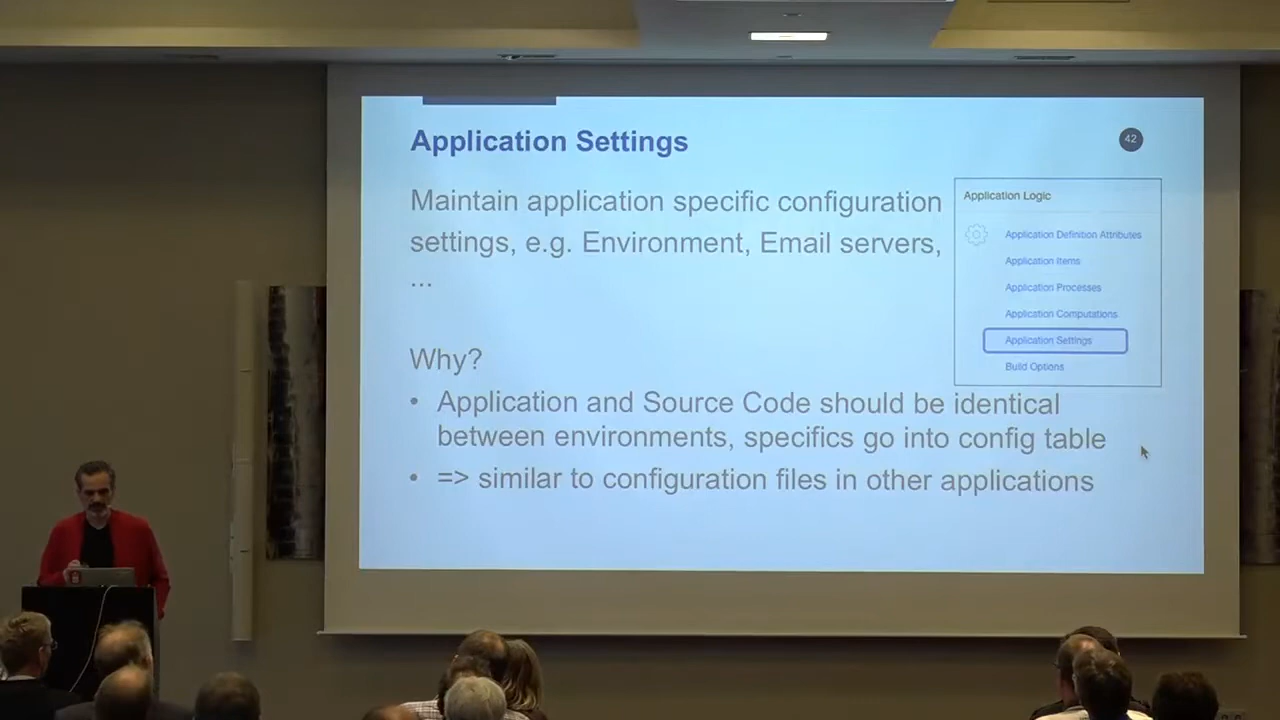 Application Settings
42
Maintain application specific configuration
settings, e.g. Environment, Email servers,
...
Application Logic
Application Definition Attributes
Application Items
Application Processes
Application Computations
Application Settings
Build Options
Why?
• Application and Source Code should be identical
between environments, specifics go into config table
• => similar to configuration files in other applications